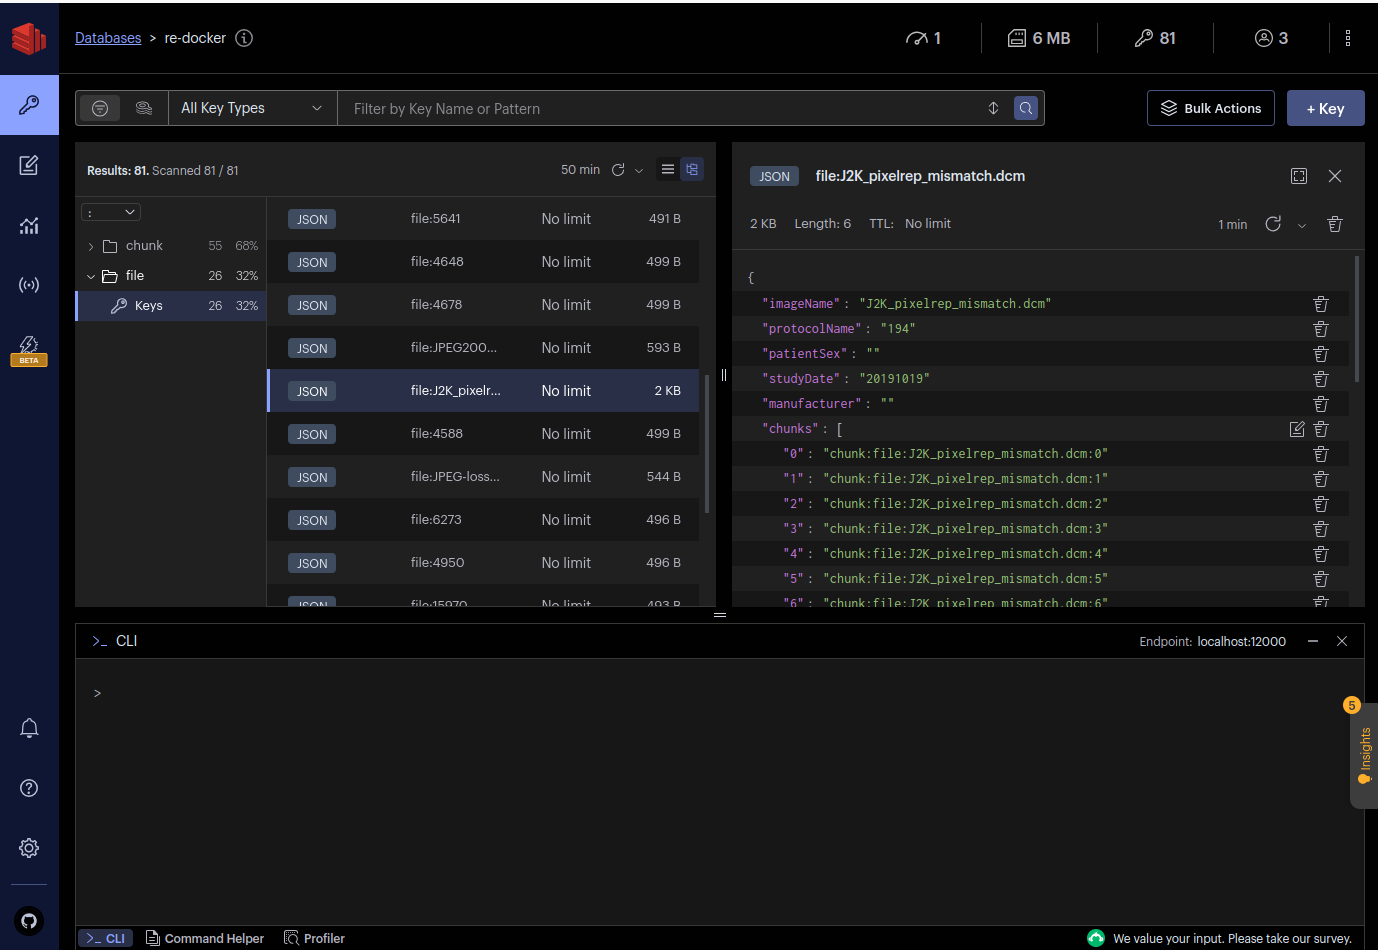 Databases > re-docker
1
6 MB
81
3
All Key Types
Filter by Key Name or Pattern
Bulk Actions
+ Key
Results: 81. Scanned 81 / 81
50 min
:
chunk 55 68%
file 26 32%
Keys 26 32%
JSON file:5641 No limit 491 B
JSON file:4648 No limit 499 B
JSON file:4678 No limit 499 B
JSON file:JPEG200... No limit 593 B
JSON file:J2K_pixelr... No limit 2 KB
JSON file:4588 No limit 499 B
JSON file:JPEG-loss... No limit 544 B
JSON file:6273 No limit 496 B
JSON file:4950 No limit 496 B
JSON file:15970 No limit 493 B
JSON file:J2K_pixelrep_mismatch.dcm
2 KB Length: 6 TTL: No limit
1 min
{
"imageName": "J2K_pixelrep_mismatch.dcm"
"protocolName": "194"
"patientSex": ""
"studyDate": "20191019"
"manufacturer": ""
"chunks": [
"0": "chunk:file:J2K_pixelrep_mismatch.dcm:0"
"1": "chunk:file:J2K_pixelrep_mismatch.dcm:1"
"2": "chunk:file:J2K_pixelrep_mismatch.dcm:2"
"3": "chunk:file:J2K_pixelrep_mismatch.dcm:3"
"4": "chunk:file:J2K_pixelrep_mismatch.dcm:4"
"5": "chunk:file:J2K_pixelrep_mismatch.dcm:5"
"6": "chunk:file:J2K_pixelrep_mismatch.dcm:6"
BETA
>_ CLI
Endpoint: localhost:12000
>
5
Insights
>_ CLI
Command Helper
Profiler
We value your input. Please take our survey.